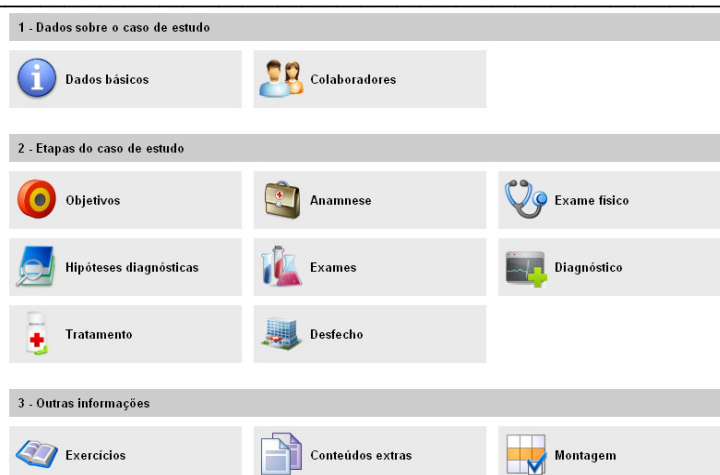 1 - Dados sobre o caso de estudo
Dados básicos
Colaboradores
2 - Etapas do caso de estudo
Objetivos
Anamnese
Exame físico
Hipóteses diagnósticas
Exames
Diagnóstico
Tratamento
Desfecho
3 - Outras informações
Exercícios
Conteúdos extras
Montagem